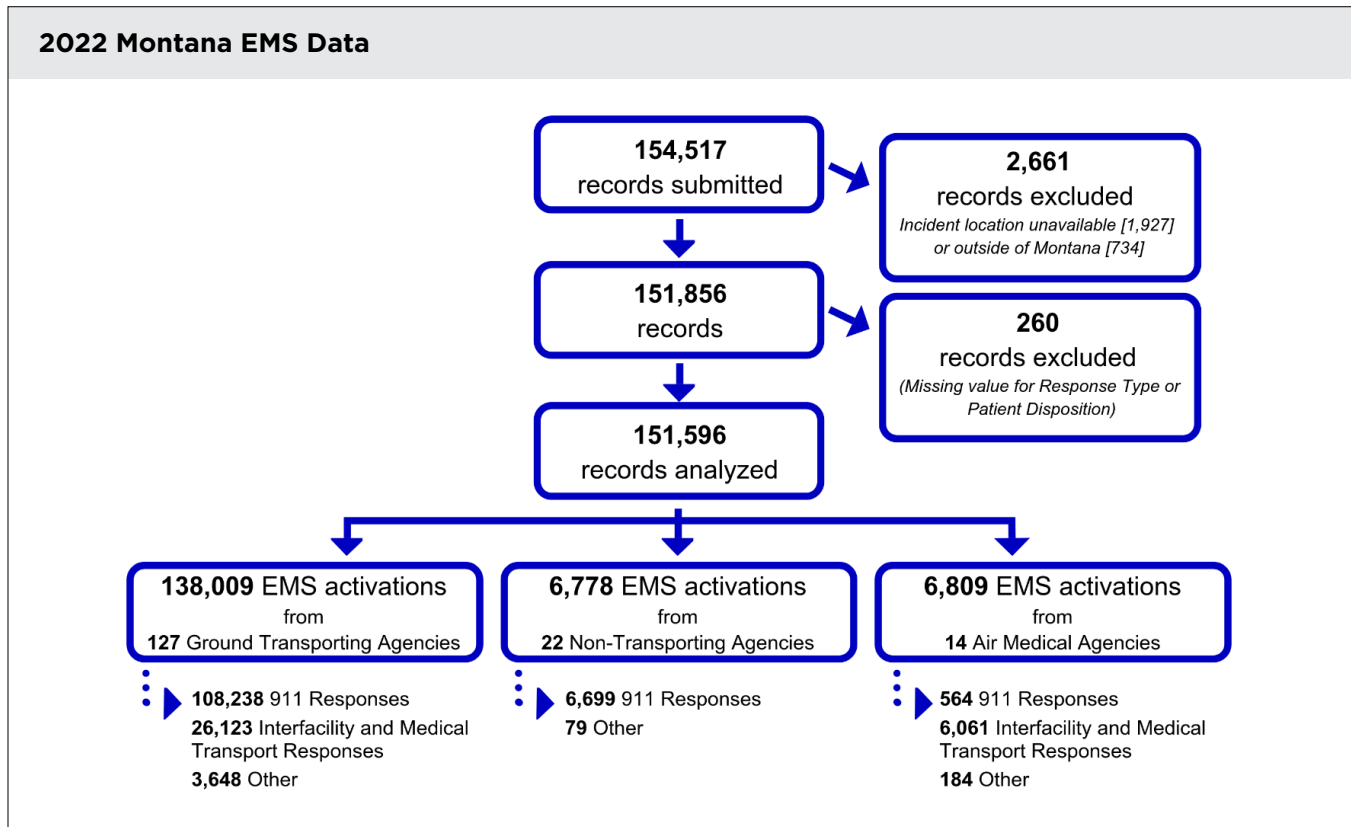 2022 Montana EMS Data
154,517
records submitted
2,661
records excluded
Incident location unavailable [1,927]
or outside of Montana [734]
151,856
records
260
records excluded
(Missing value for Response Type or
Patient Disposition)
151,596
records analyzed
138,009 EMS activations
from
127 Ground Transporting Agencies
108,238 911 Responses
26,123 Interfacility and Medical
Transport Responses
3,648 Other
6,778 EMS activations
from
22 Non-Transporting Agencies
6,699 911 Responses
79 Other
6,809 EMS activations
from
14 Air Medical Agencies
564 911 Responses
6,061 Interfacility and Medical
Transport Responses
184 Other